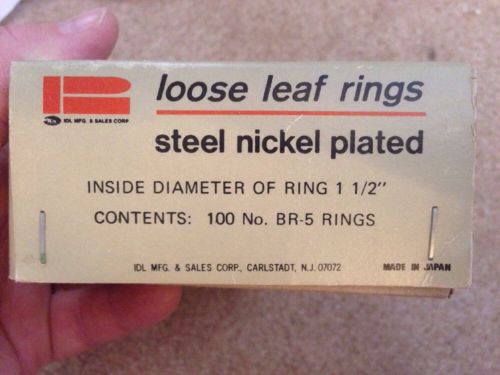 loose leaf rings
IDL MFG. & SALES CORP
steel nickel plated
INSIDE DIAMETER OF RING 1 1/2"
CONTENTS: 100 No. BR-5 RINGS
IDL MFG. & SALES CORP., CARLSTADT, N.J. 07072
MADE IN JAPAN